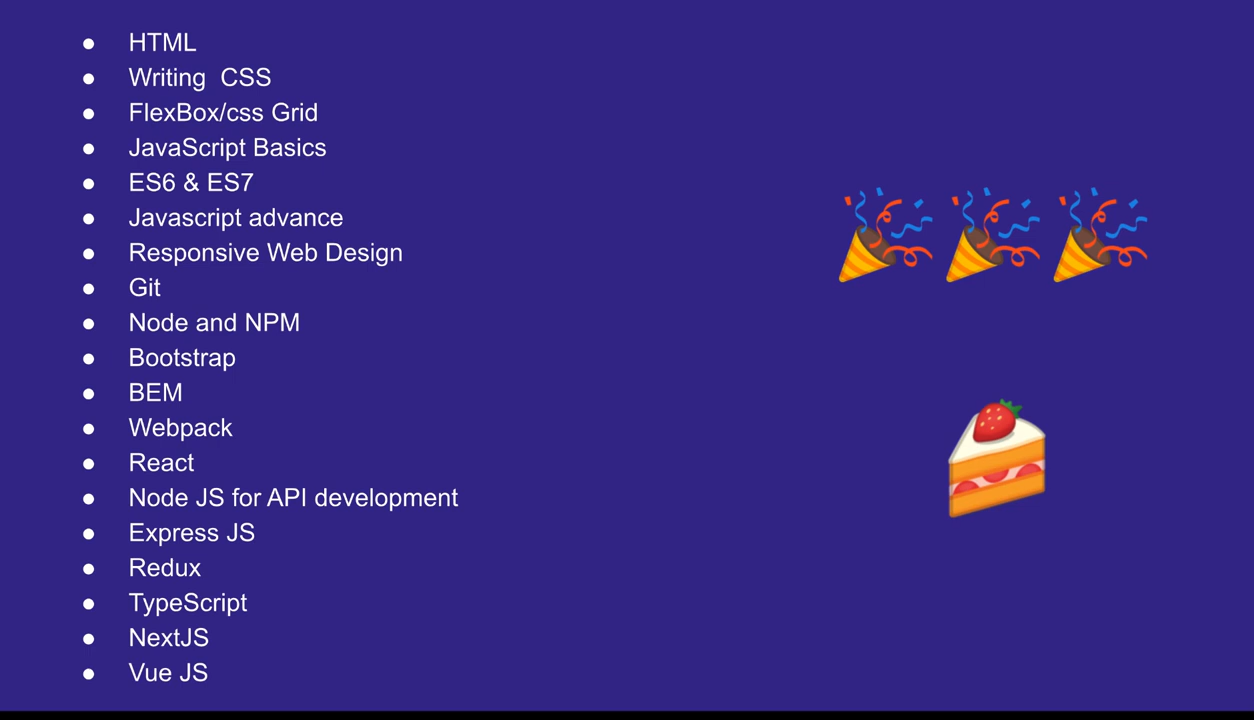 ● HTML
● Writing  CSS
● FlexBox/css Grid
● JavaScript Basics
● ES6 & ES7
● Javascript advance
● Responsive Web Design
● Git
● Node and NPM
● Bootstrap
● BEM
● Webpack
● React
● Node JS for API development
● Express JS
● Redux
● TypeScript
● NextJS
● Vue JS